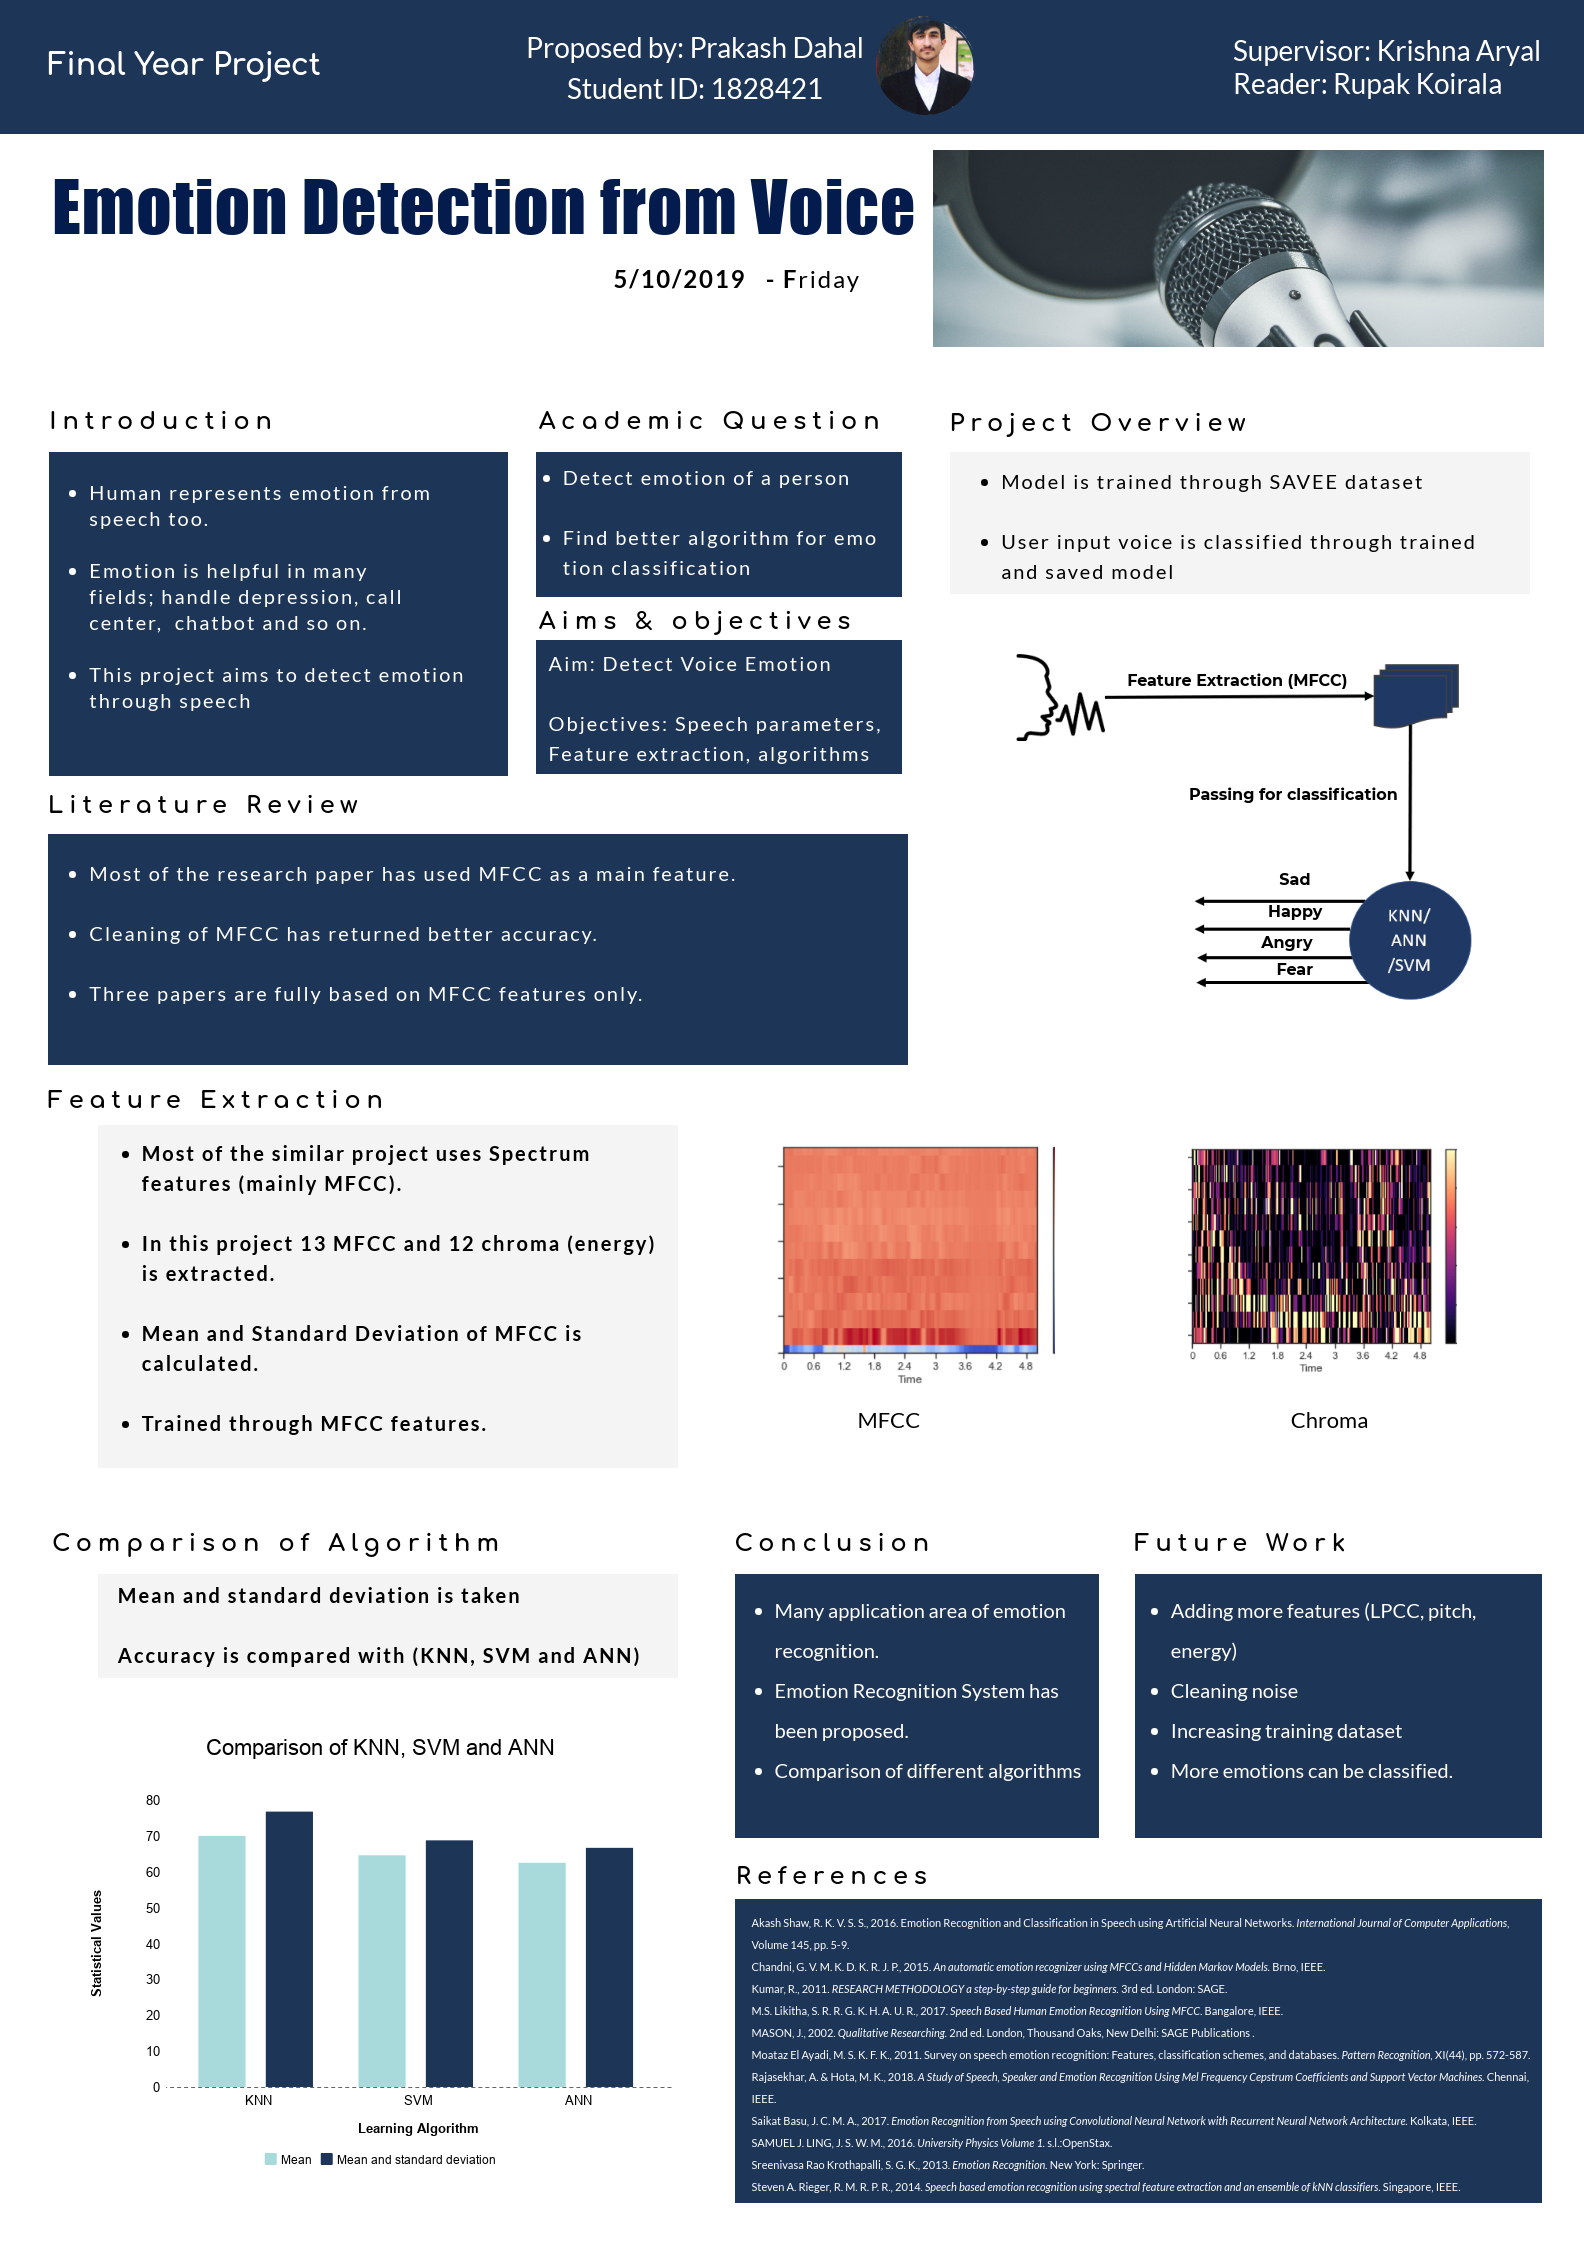 Final Year Project
Proposed by: Prakash Dahal
Student ID: 1828421
Supervisor: Krishna Aryal
Reader: Rupak Koirala
Emotion Detection from Voice
5/10/2019 - Friday
Introduction
Human represents emotion from
speech too.
Emotion is helpful in many
fields; handle depression, call
center, chatbot and so on.
This project aims to detect emotion
through speech
Academic Question
Detect emotion of a person
Find better algorithm for emo
tion classification
Aims & objectives
Aim: Detect Voice Emotion
Objectives: Speech parameters,
Feature extraction, algorithms
Project Overview
Model is trained through SAVEE dataset
User input voice is classified through trained
and saved model
Feature Extraction (MFCC)
Passing for classification
Sad
Happy
Angry
Fear
KNN/
ANN
/SVM
Literature Review
Most of the research paper has used MFCC as a main feature.
Cleaning of MFCC has returned better accuracy.
Three papers are fully based on MFCC features only.
Feature Extraction
Most of the similar project uses Spectrum
features (mainly MFCC).
In this project 13 MFCC and 12 chroma (energy)
is extracted.
Mean and Standard Deviation of MFCC is
calculated.
Trained through MFCC features.
0 0.6 1.2 1.8 2.4 3 3.6 4.2 4.8
Time
MFCC
0 0.6 1.2 1.8 2.4 3 3.6 4.2 4.8
Time
Chroma
Comparison of Algorithm
Mean and standard deviation is taken
Accuracy is compared with (KNN, SVM and ANN)
Comparison of KNN, SVM and ANN
Statistical Values
80
70
60
50
40
30
20
10
0
KNN SVM ANN
Learning Algorithm
Mean Mean and standard deviation
Conclusion
Many application area of emotion
recognition.
Emotion Recognition System has
been proposed.
Comparison of different algorithms
Future Work
Adding more features (LPCC, pitch,
energy)
Cleaning noise
Increasing training dataset
More emotions can be classified.
References
Akash Shaw, R. K. V. S. S., 2016. Emotion Recognition and Classification in Speech using Artificial Neural Networks. International Journal of Computer Applications,
Volume 145, pp. 5-9.
Chandni, G. V. M. K. D. K. R. J. P., 2015. An automatic emotion recognizer using MFCCs and Hidden Markov Models. Brno, IEEE.
Kumar, R., 2011. RESEARCH METHODOLOGY a step-by-step guide for beginners. 3rd ed. London: SAGE.
M.S. Likitha, S. R. R. G. K. H. A. U. R., 2017. Speech Based Human Emotion Recognition Using MFCC. Bangalore, IEEE.
MASON, J., 2002. Qualitative Researching. 2nd ed. London, Thousand Oaks, New Delhi: SAGE Publications .
Moataz El Ayadi, M. S. K. F. K., 2011. Survey on speech emotion recognition: Features, classification schemes, and databases. Pattern Recognition, XI(44), pp. 572-587.
Rajasekhar, A. & Hota, M. K., 2018. A Study of Speech, Speaker and Emotion Recognition Using Mel Frequency Cepstrum Coefficients and Support Vector Machines. Chennai,
IEEE.
Saikat Basu, J. C. M. A., 2017. Emotion Recognition from Speech using Convolutional Neural Network with Recurrent Neural Network Architecture. Kolkata, IEEE.
SAMUEL J. LING, J. S. W. M., 2016. University Physics Volume 1. s.l.:OpenStax.
Sreenivasa Rao Krothapalli, S. G. K., 2013. Emotion Recognition. New York: Springer.
Steven A. Rieger, R. M. R. P. R., 2014. Speech based emotion recognition using spectral feature extraction and an ensemble of kNN classifiers. Singapore, IEEE.